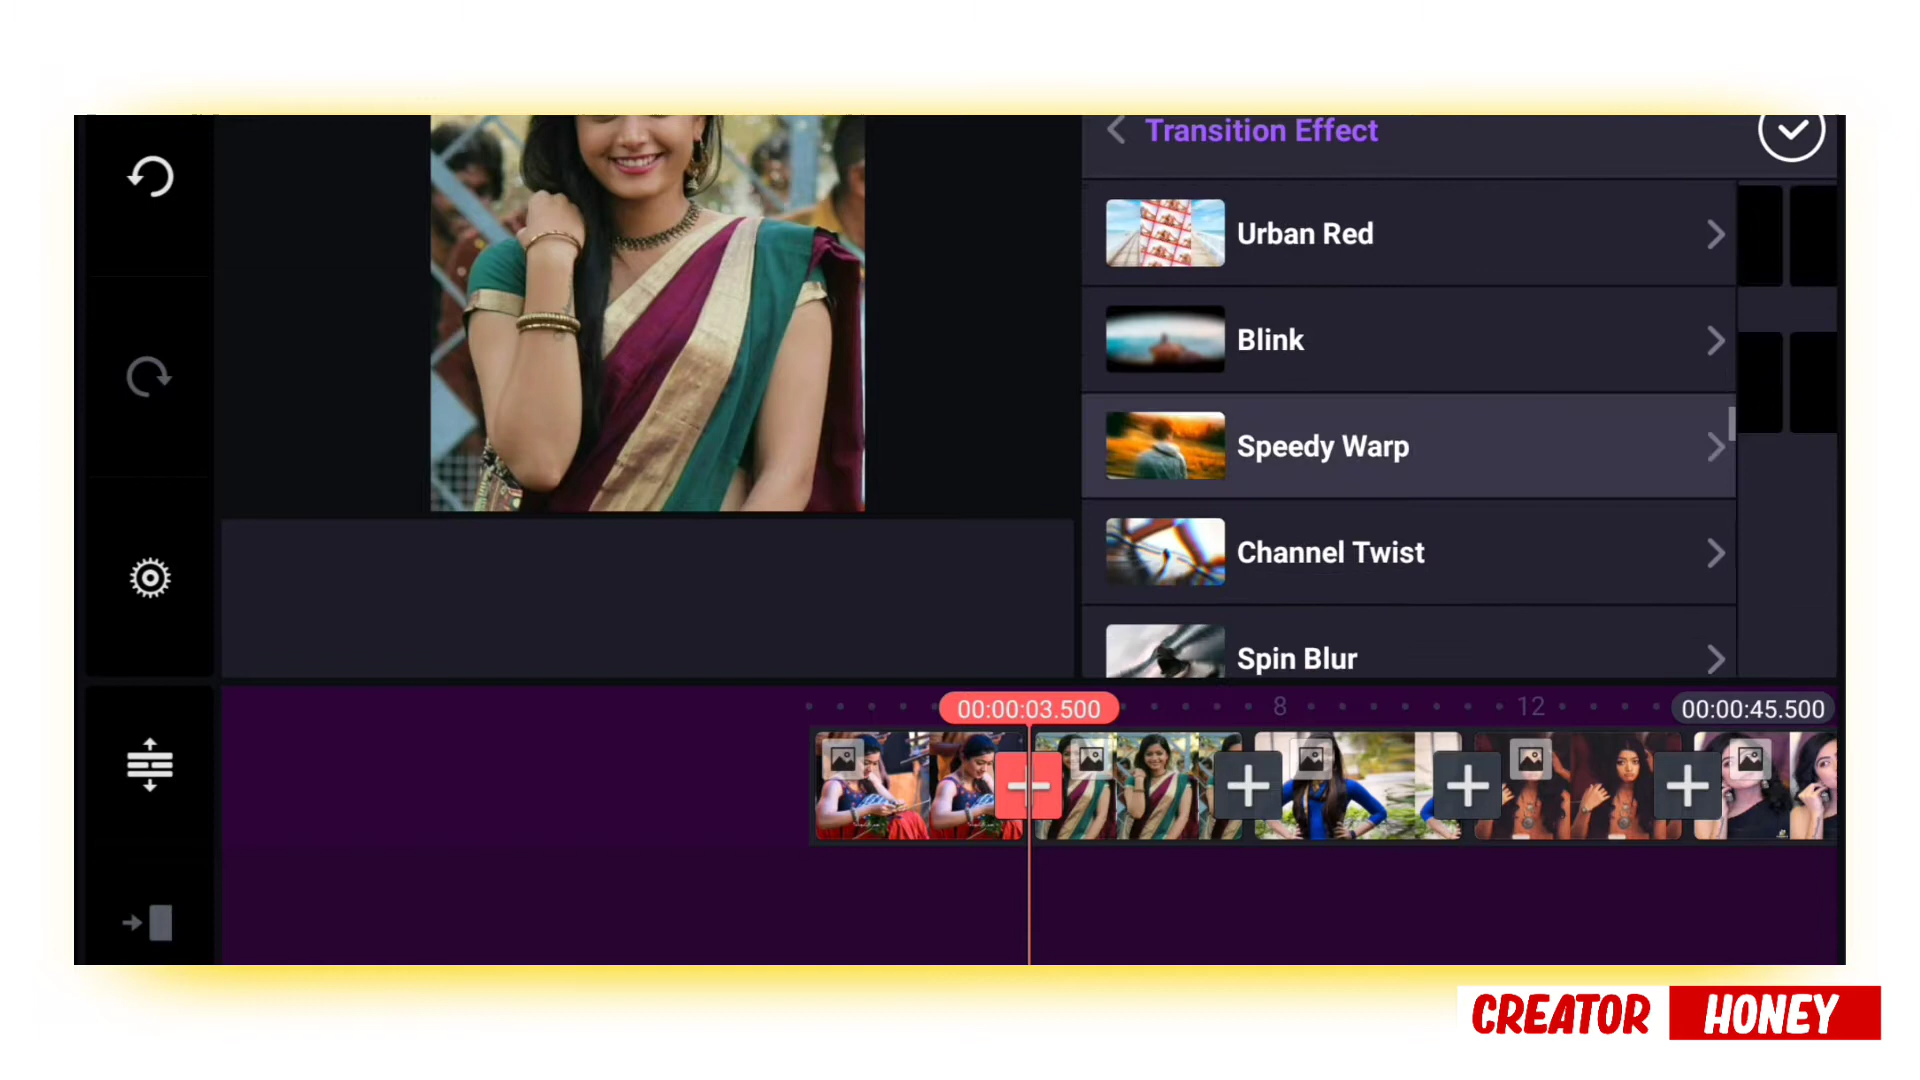 Transition Effect
Urban Red
Blink
Speedy Warp
Channel Twist
Spin Blur
00:00:03.500
8
12
00:00:45.500
CREATOR HONEY